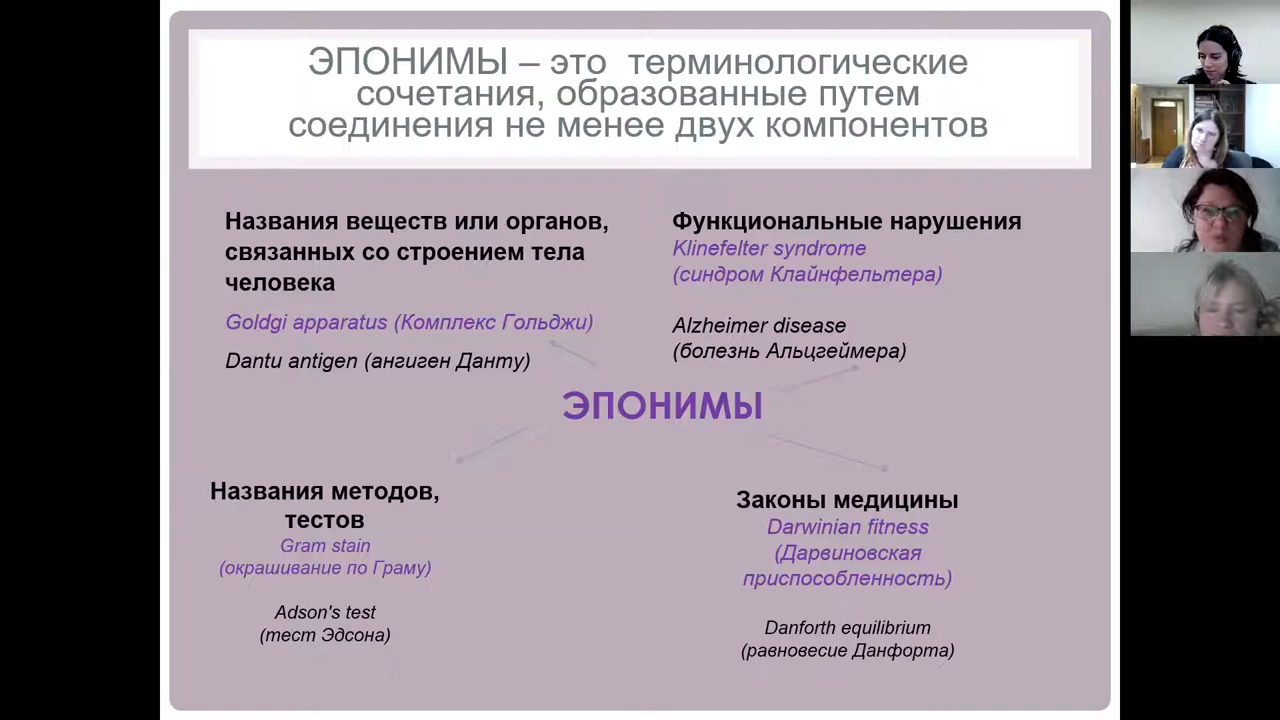 ЭПОНИМЫ – это терминологические
сочетания, образованные путем
соединения не менее двух компонентов
Названия веществ или органов,
связанных со строением тела
человека
Goldgi apparatus (Комплекс Гольджи)
Dantu antigen (ангиген Данту)
Функциональные нарушения
Klinefelter syndrome
(синдром Клайнфельтера)
Alzheimer disease
(болезнь Альцгеймера)
ЭПОНИМЫ
Названия методов,
тестов
Gram stain
(окрашивание по Граму)
Adson's test
(тест Эдсона)
Законы медицины
Darwinian fitness
(Дарвиновская
приспособленность)
Danforth equilibrium
(равновесие Данфорта)